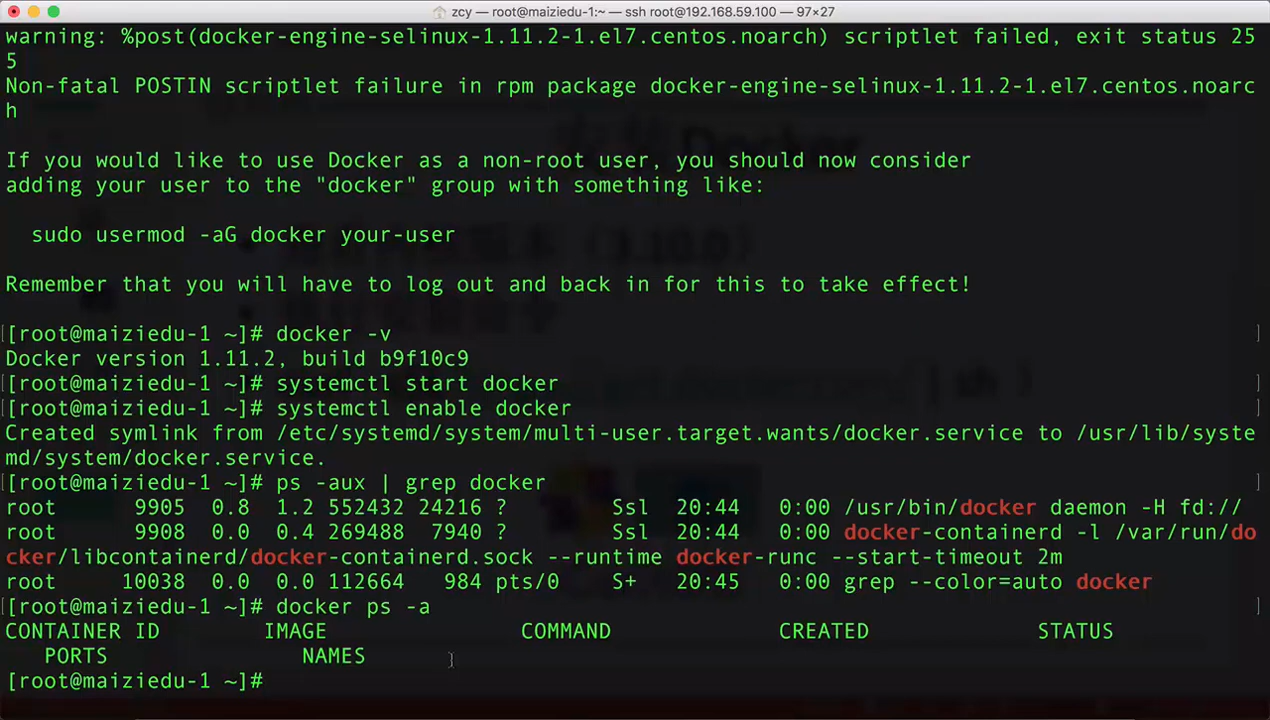 zcy — root@maiziedu-1:~ — ssh root@192.168.59.100 — 97×27
warning: %post(docker-engine-selinux-1.11.2-1.el7.centos.noarch) scriptlet failed, exit status 25
5
Non-fatal POSTIN scriptlet failure in rpm package docker-engine-selinux-1.11.2-1.el7.centos.noarc
h
If you would like to use Docker as a non-root user, you should now consider
adding your user to the "docker" group with something like:
  sudo usermod -aG docker your-user
Remember that you will have to log out and back in for this to take effect!
[root@maiziedu-1 ~]# docker -v
Docker version 1.11.2, build b9f10c9
[root@maiziedu-1 ~]# systemctl start docker
[root@maiziedu-1 ~]# systemctl enable docker
Created symlink from /etc/systemd/system/multi-user.target.wants/docker.service to /usr/lib/syste
md/system/docker.service.
[root@maiziedu-1 ~]# ps -aux | grep docker
root      9905  0.8  1.2 552432 24216 ?        Ssl  20:44   0:00 /usr/bin/docker daemon -H fd://
root      9908  0.0  0.4 269488  7940 ?        Ssl  20:44   0:00 docker-containerd -l /var/run/do
cker/libcontainerd/docker-containerd.sock --runtime docker-runc --start-timeout 2m
root     10038  0.0  0.0 112664   984 pts/0    S+   20:45   0:00 grep --color=auto docker
[root@maiziedu-1 ~]# docker ps -a
CONTAINER ID        IMAGE               COMMAND             CREATED             STATUS
   PORTS               NAMES
[root@maiziedu-1 ~]#